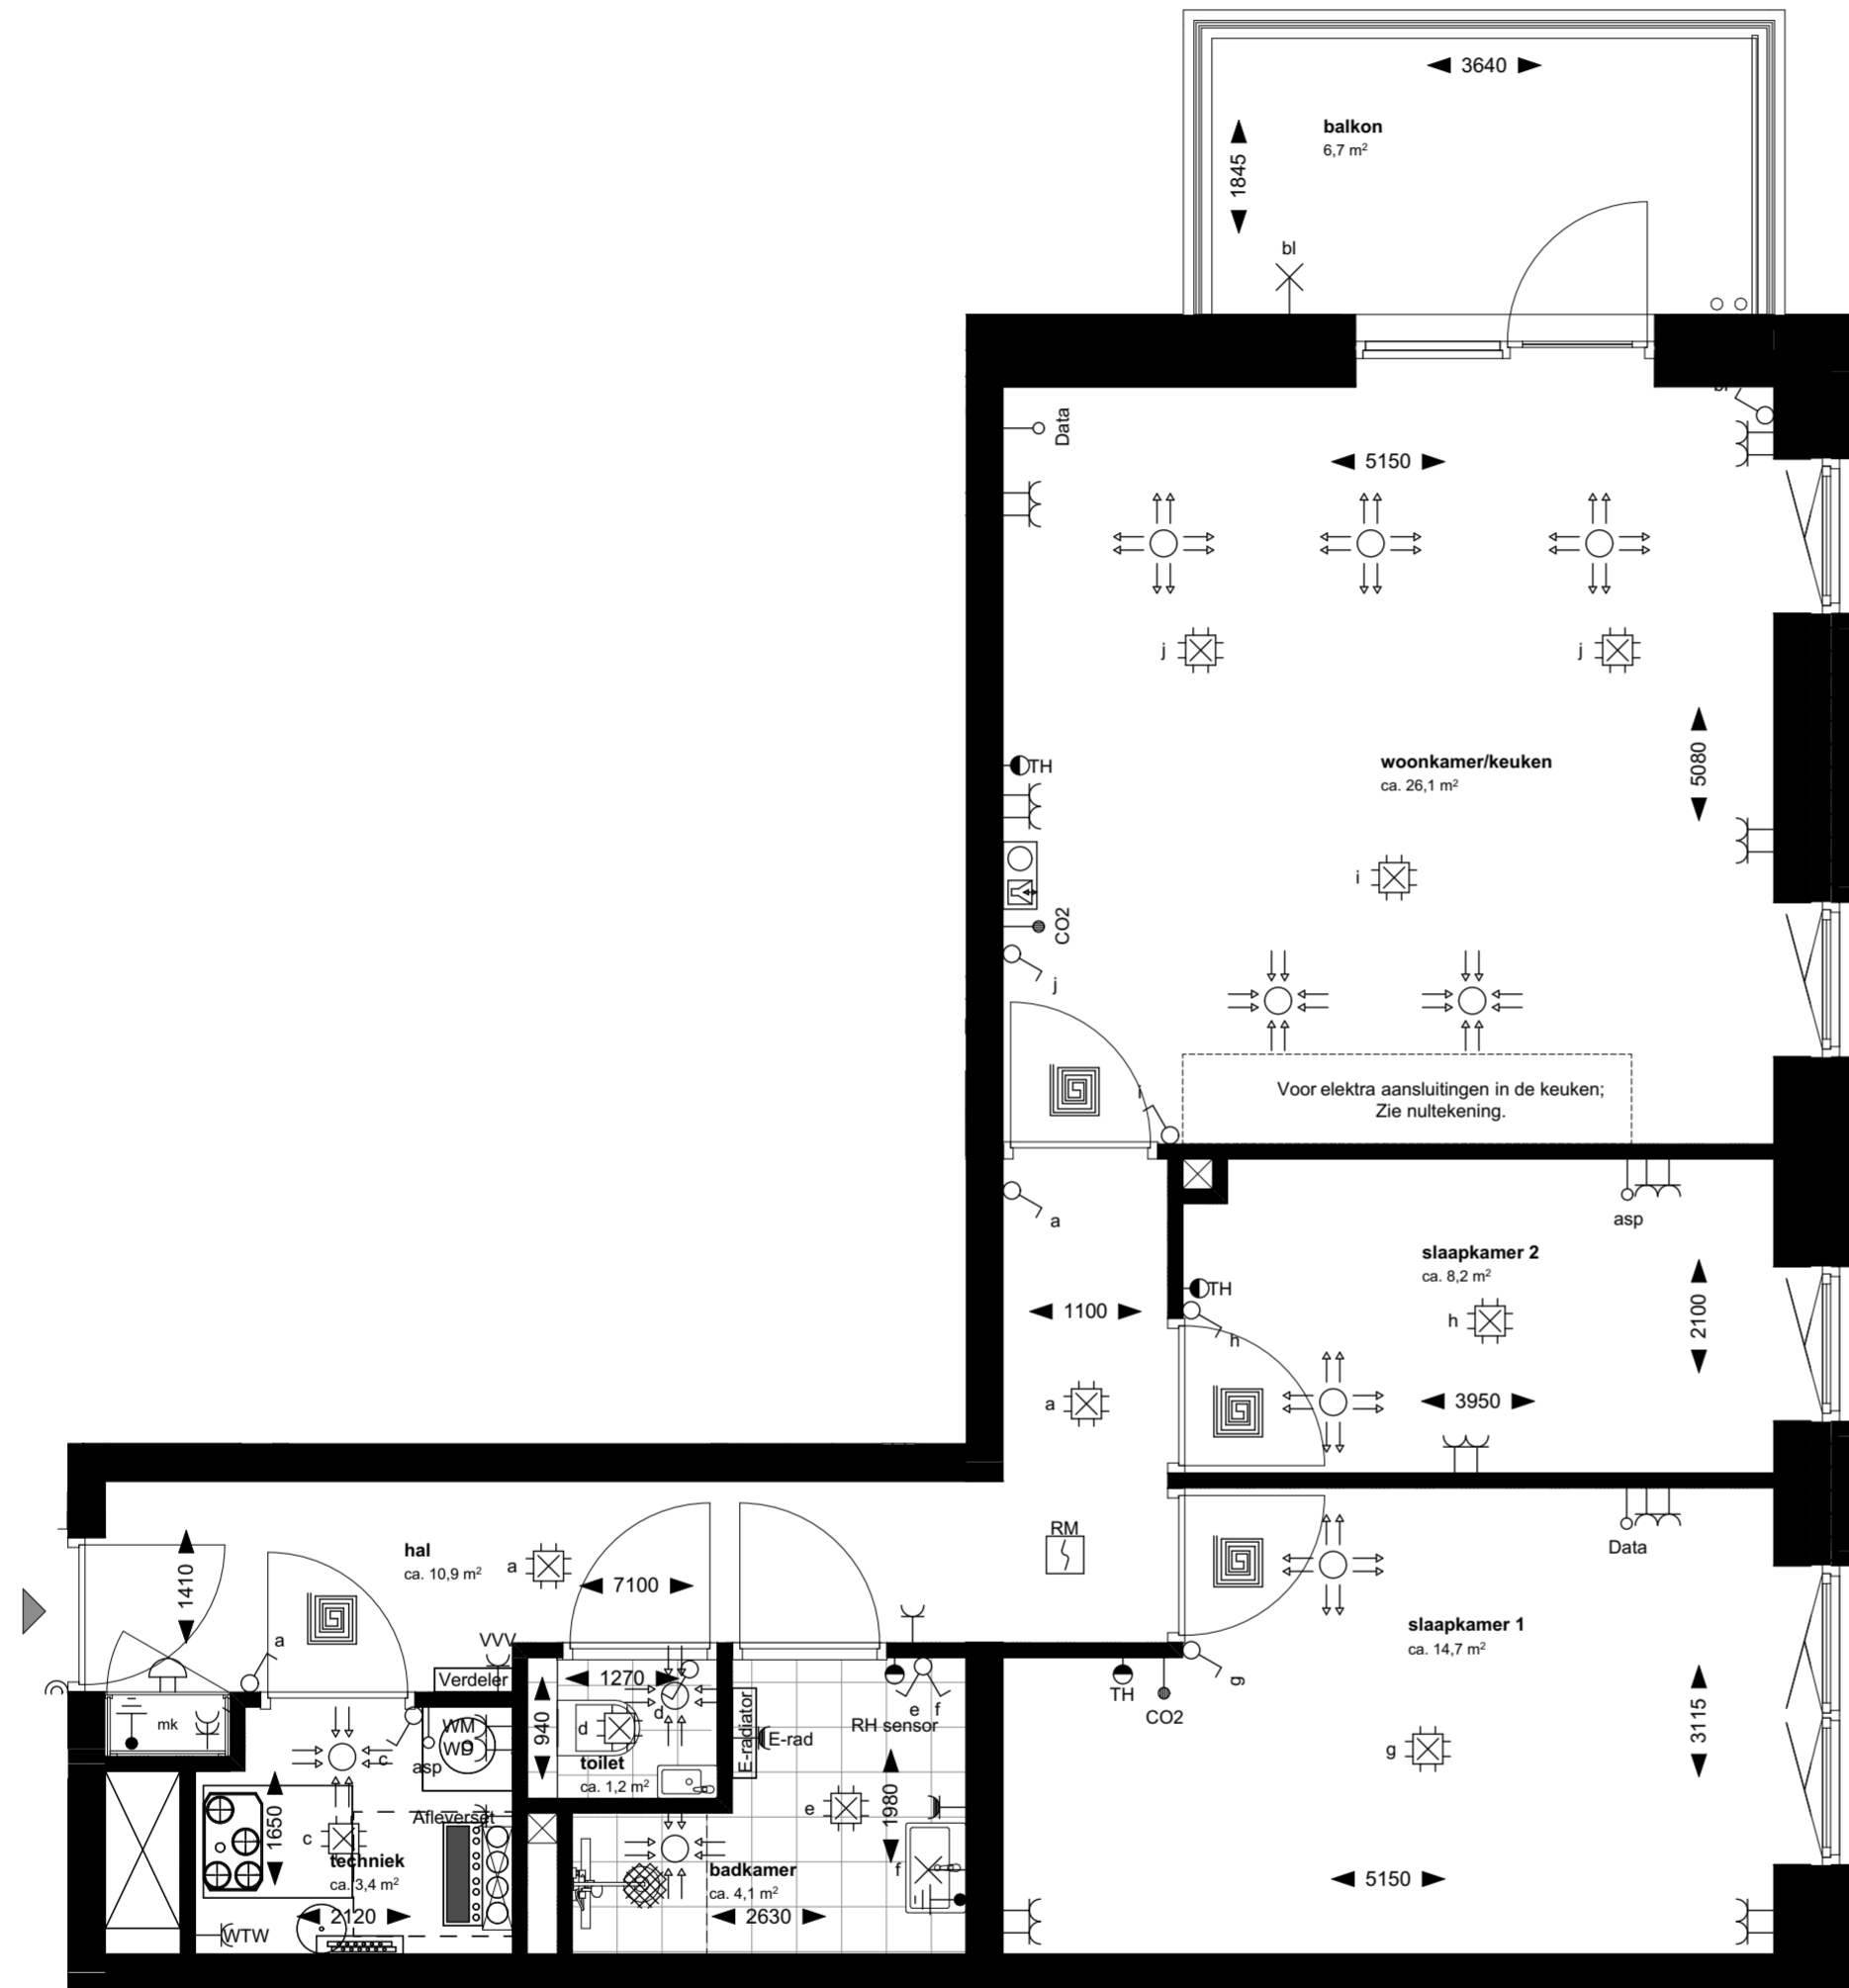 3640
balkon
6,7 m²
1845
bl
bl
Data
5150
j
j
5080
TH
woonkamer/keuken
ca. 26,1 m²
i
CO2
j
Voor elektra aansluitingen in de keuken;
Zie nultekening.
i
a
asp
slaapkamer 2
ca. 8,2 m²
TH
1100
h
h
2100
a
3950
RM
Data
hal
ca. 10,9 m²
a
7100
1410
slaapkamer 1
ca. 14,7 m²
a
VVV
Verdeler
1270
g
TH
CO2
3115
mk
WM
WD
940
d
d
toilet
ca. 1,2 m²
E-radiator
E-rad
e
f
RH sensor
g
c
asp
Afleverset
1650
c
e
1980
techniek
ca. 3,4 m²
badkamer
ca. 4,1 m²
f
5150
WTW
2120
2630